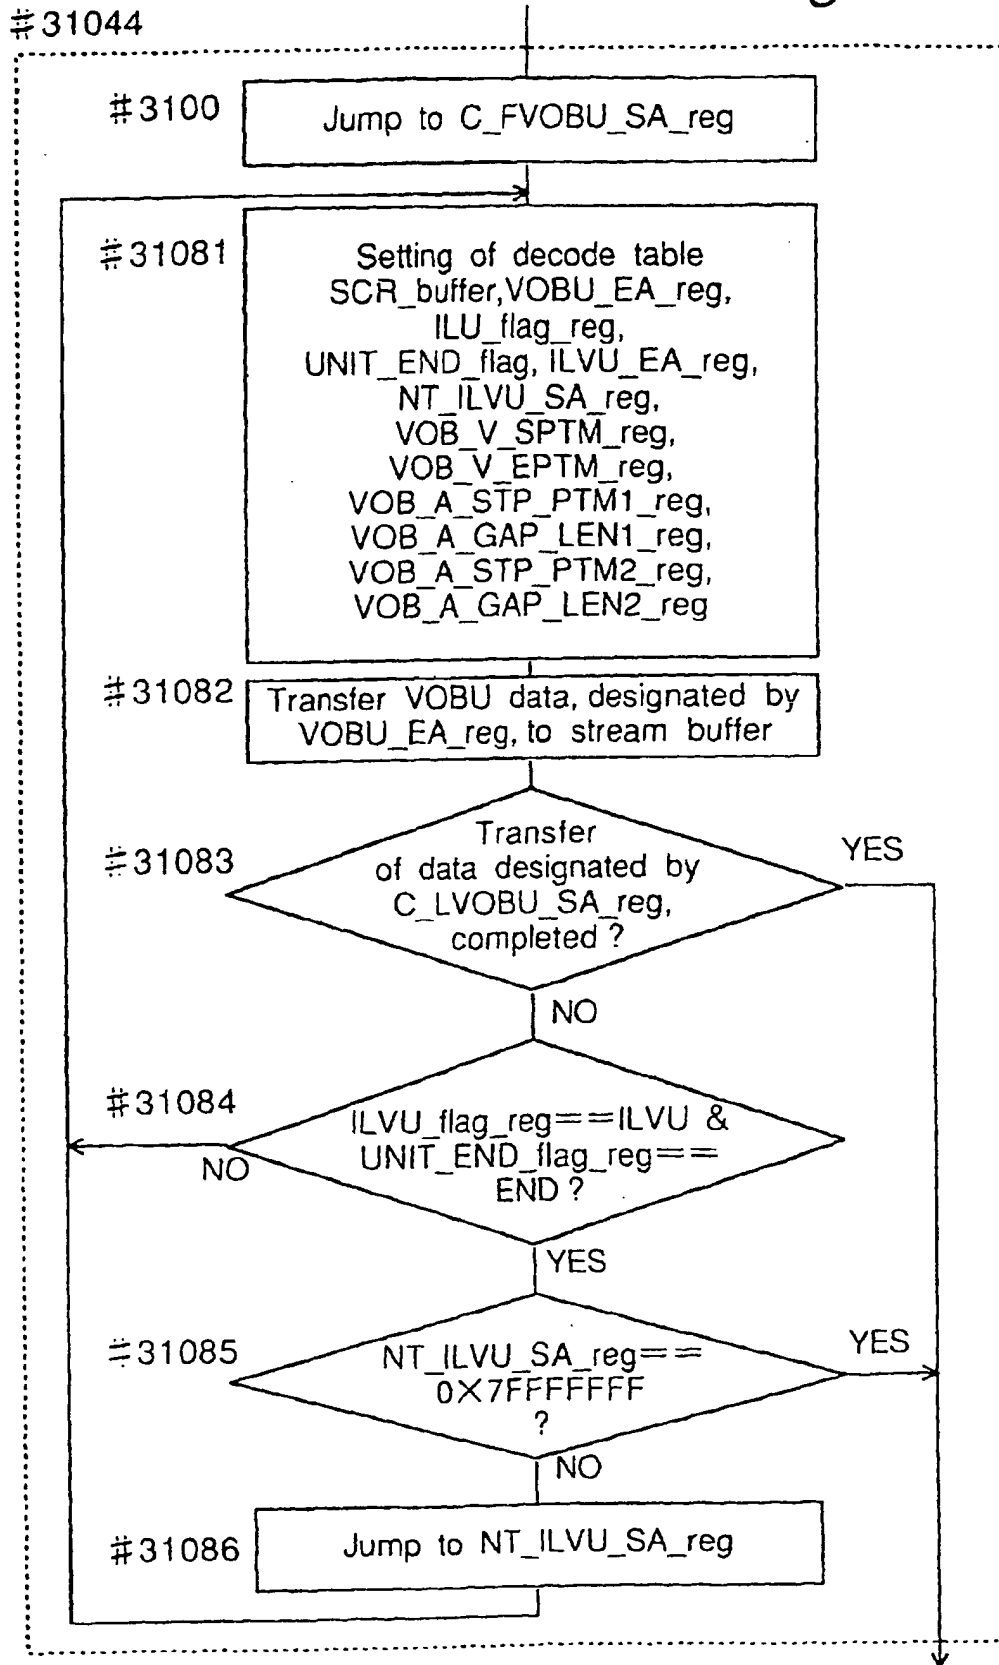 #31044
#3100
Jump to C_FVOBU_SA_reg
#31081
Setting of decode table
SCR_buffer,VOBU_EA_reg,
ILU_flag_reg,
UNIT_END_flag, ILVU_EA_reg,
NT_ILVU_SA_reg,
VOB_V_SPTM_reg,
VOB_V_EPTM_reg,
VOB_A_STP_PTM1_reg,
VOB_A_GAP_LEN1_reg,
VOB_A_STP_PTM2_reg,
VOB_A_GAP_LEN2_reg
#31082
Transfer VOBU data, designated by
VOBU_EA_reg, to stream buffer
#31083
Transfer
of data designated by
C_LVOBU_SA_reg,
completed ?
YES
NO
#31084
ILVU_flag_reg==ILVU &
UNIT_END_flag_reg==
END ?
NO
YES
#31085
NT_ILVU_SA_reg==
0X7FFFFFFF
?
YES
NO
#31086
Jump to NT_ILVU_SA_reg